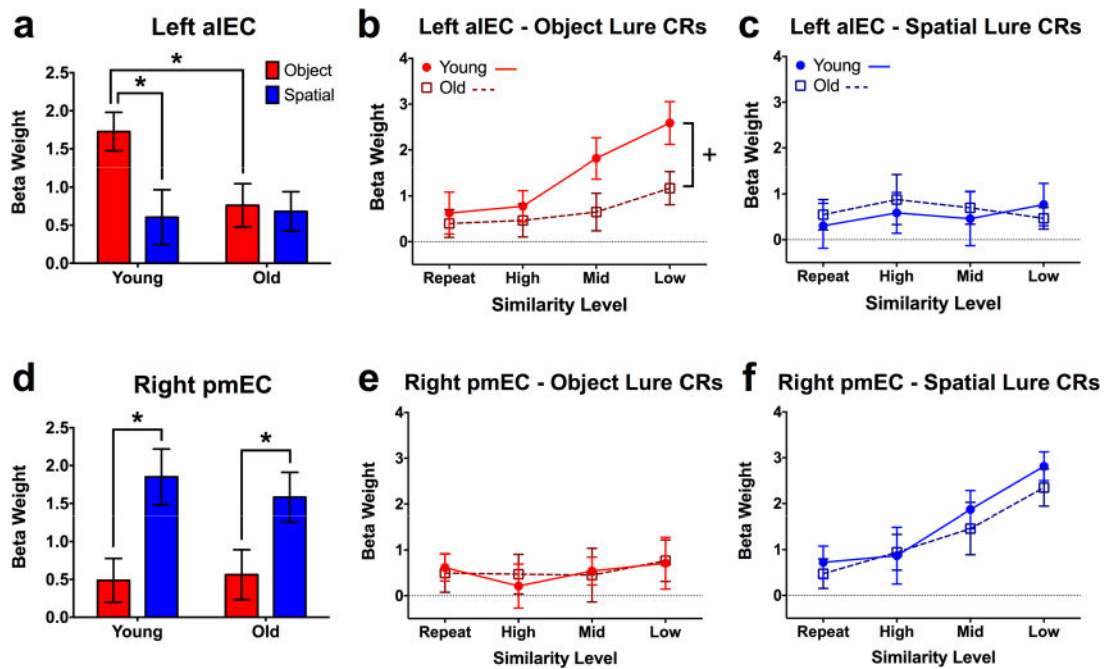 a
Left alEC
*
*
Object
Spatial
Beta Weight
2.5
2.0
1.5
1.0
0.5
0.0
Young Old
b
Left alEC - Object Lure CRs
Young
Old
Beta Weight
4
3
2
1
0
+
Repeat High Mid Low
Similarity Level
c
Left alEC - Spatial Lure CRs
Young
Old
Beta Weight
4
3
2
1
0
Repeat High Mid Low
Similarity Level
d
Right pmEC
*
*
Beta Weight
2.5
2.0
1.5
1.0
0.5
0.0
Young Old
e
Right pmEC - Object Lure CRs
Beta Weight
4
3
2
1
0
Repeat High Mid Low
Similarity Level
f
Right pmEC - Spatial Lure CRs
Beta Weight
4
3
2
1
0
Repeat High Mid Low
Similarity Level